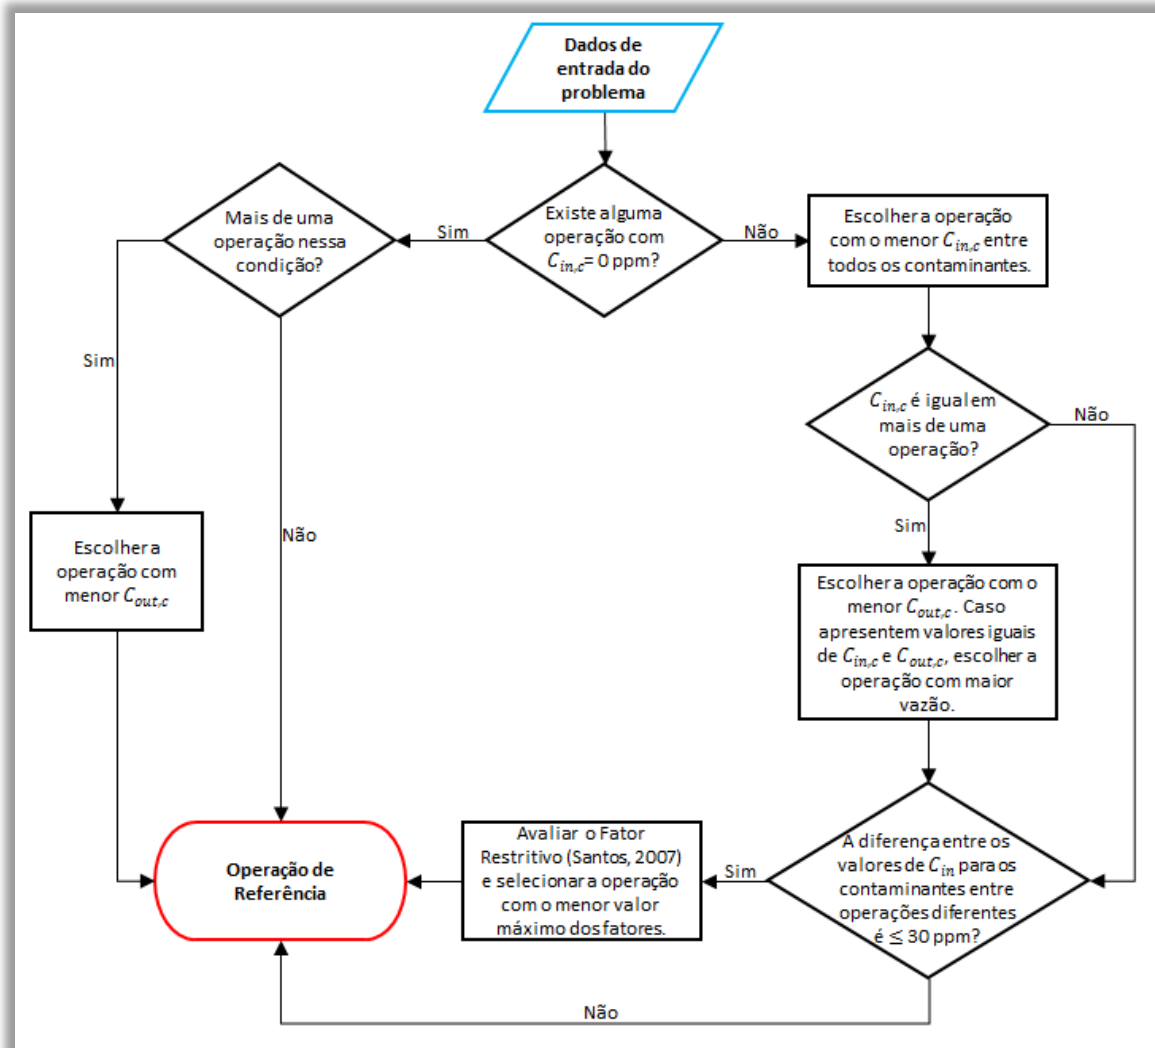 Dados de
entrada do
problema
Mais de uma
operação nessa
condição?
Sim
Existe alguma
operação com
C_{in,c}= 0 ppm?
Não
Escolher a operação
com o menor C_{in,c} entre
todos os contaminantes.
Sim
C_{in,c} é igual em
mais de uma
operação?
Não
Sim
Escolher a
operação com
menor C_{out,c}
Não
Escolher a operação com o
menor C_{out,c}. Caso
apresentem valores iguais
de C_{in,c} e C_{out,c}, escolher a
operação com maior
vazão.
Operação de
Referência
Avaliar o Fator
Restritivo (Santos, 2007)
e selecionar a operação
com o menor valor
máximo dos fatores.
Sim
A diferença entre os
valores de C_{in} para os
contaminantes entre
operações diferentes
é ≤ 30 ppm?
Não